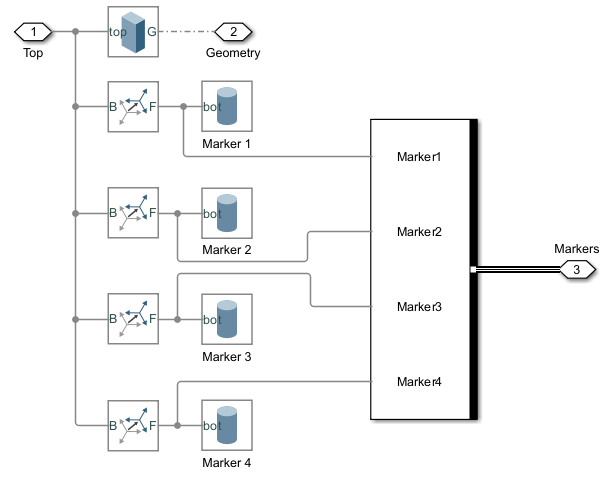 1
top
G
2
Top
Geometry
B
F
bot
Marker 1
Marker1
B
F
bot
Marker 2
Marker2
Markers
3
B
F
bot
Marker 3
Marker3
Marker4
B
F
bot
Marker 4